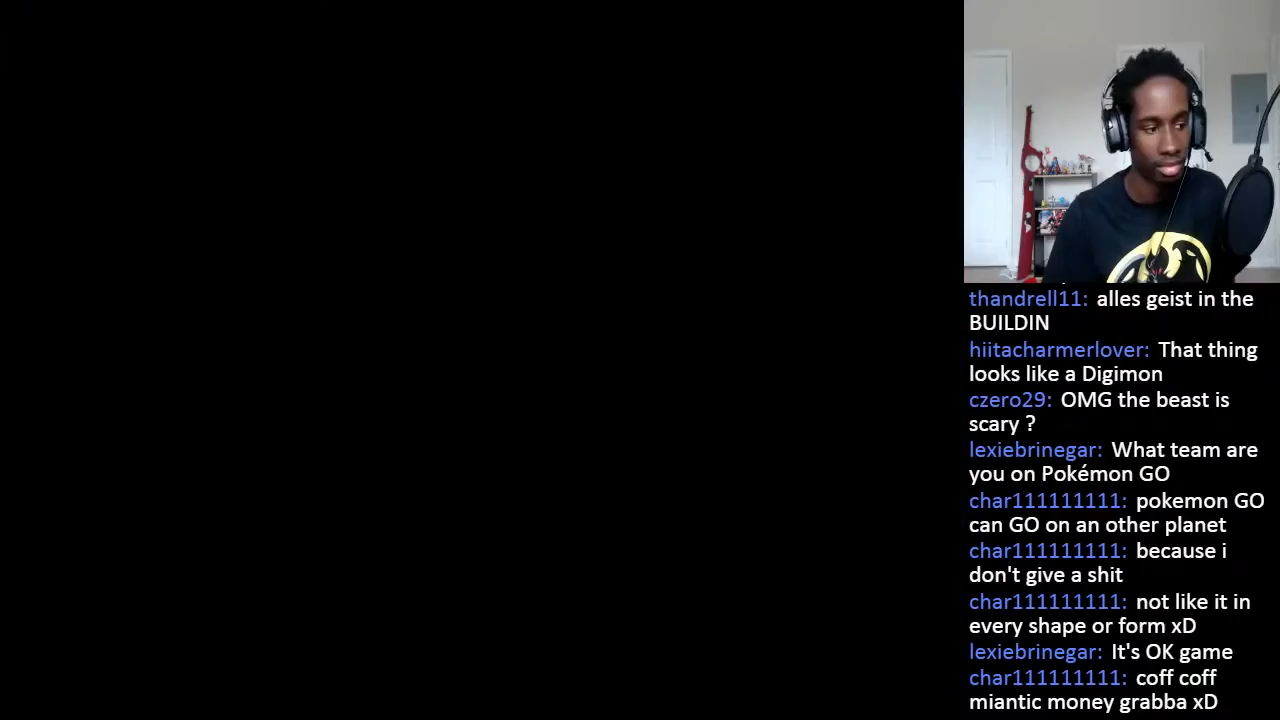 thandrell11: alles geist in the
BUILDIN
hiitacharmerlover: That thing
looks like a Digimon
czero29: OMG the beast is
scary ?
lexiebrinegar: What team are
you on Pokémon GO
char111111111: pokemon GO
can GO on an other planet
char111111111: because i
don't give a shit
char111111111: not like it in
every shape or form xD
lexiebrinegar: It's OK game
char111111111: coff coff
miantic money grabba xD